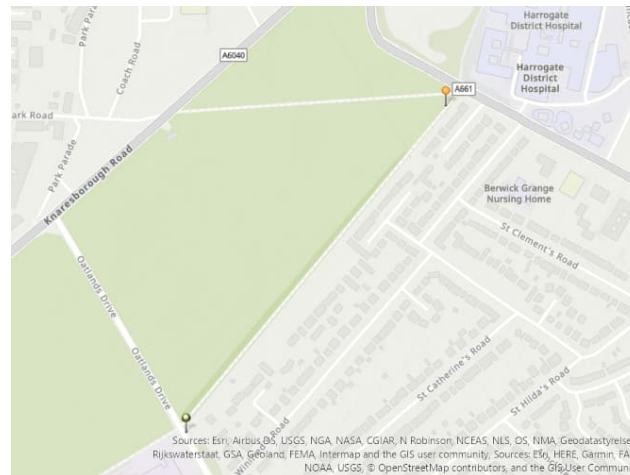 Harrogate
District Hospital
Park Parade
Coach Road
A6040
Harrogate
District
Hospital
A661
ark Road
Park Parade
Knaresborough Road
Berwick Grange
Nursing Home
St Clement's Road
Oatlands Drive
Oatlands Drive
St Catherine's Road
St Hilda's Road
Road
Sources: Esri, Airbus DS, USGS, NGA, NASA, CGIAR, N Robinson, NCEAS, NLS, OS, NMA, Geodatastyrelse
Rijkswaterstaat, GSA, Geoland, FEMA, Intermap and the GIS user community, Sources: Esri, HERE, Garmin, FA
NOAA, USGS, © OpenStreetMap contributors, and the GIS User Commun